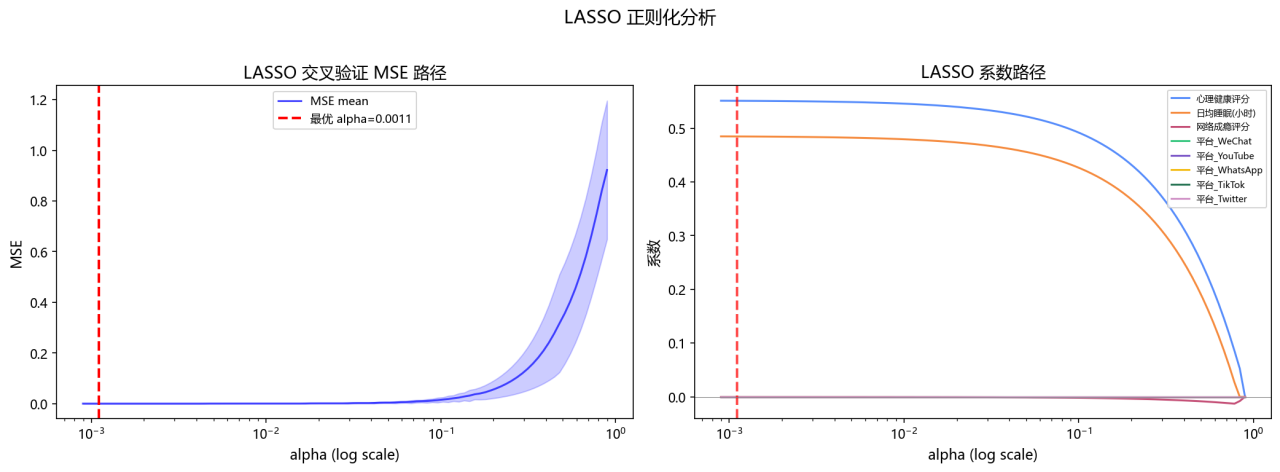 LASSO 正则化分析
LASSO 交叉验证 MSE 路径
MSE mean
最优 alpha=0.0011
MSE
1.2
1.0
0.8
0.6
0.4
0.2
0.0
10⁻³
10⁻²
10⁻¹
10⁰
alpha (log scale)
LASSO 系数路径
心理健康评分
日均睡眠(小时)
网络成瘾评分
平台_WeChat
平台_YouTube
平台_WhatsApp
平台_TikTok
平台_Twitter
系数
0.5
0.4
0.3
0.2
0.1
0.0
10⁻³
10⁻²
10⁻¹
10⁰
alpha (log scale)